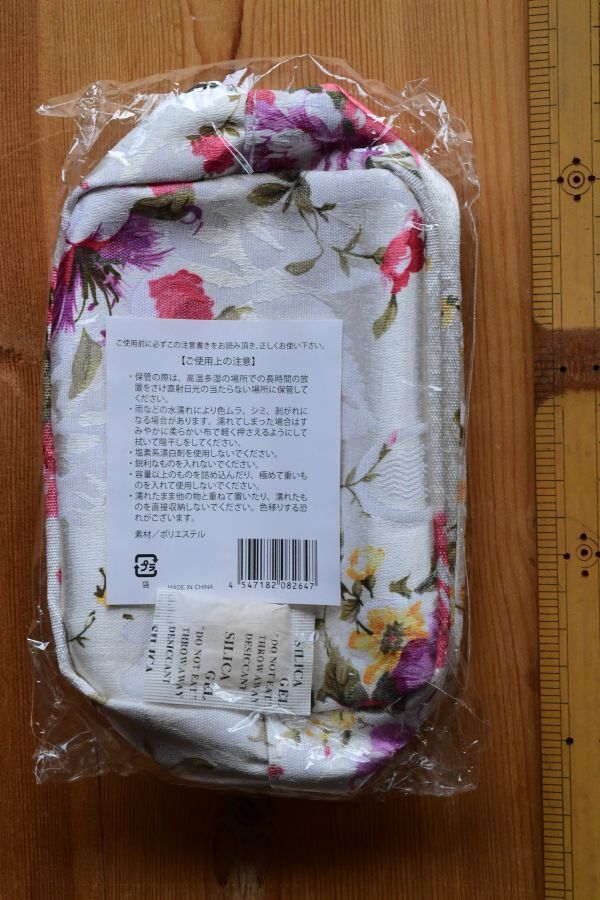 ご使用前に必ずこの注意書きをお読み頂き、正しくお使い下さい。
【ご使用上の注意】
・保管の際は、高温多湿の場所での長時間の放
置をさけ直射日光の当たらない場所に保管して
ください。
・雨などの水濡れにより色ムラ、シミ、剥がれに
なる場合があります。濡れてしまった場合はす
みやかに柔らかい布で軽く押さえるようにして
拭いて陰干しをしてください。
・塩素系漂白剤を使用しないでください。
・鋭利なものを入れないでください。
・容量以上のものを詰め込んだり、極めて重いも
のを入れて使用しないでください。
・濡れたまま他の物と重ねて置いたり、濡れたも
のを直接収納しないでください。色移りする恐
れがございます。
素材/ポリエステル
プラ
袋
MADE IN CHINA
4 547182 082647
SILICA
GEL
"DO NOT EAT"
THROW AWAY
DESICCANT
SILICA
GEL
"DO NOT EAT"
THROW AWAY
DESICCANT
SILICA